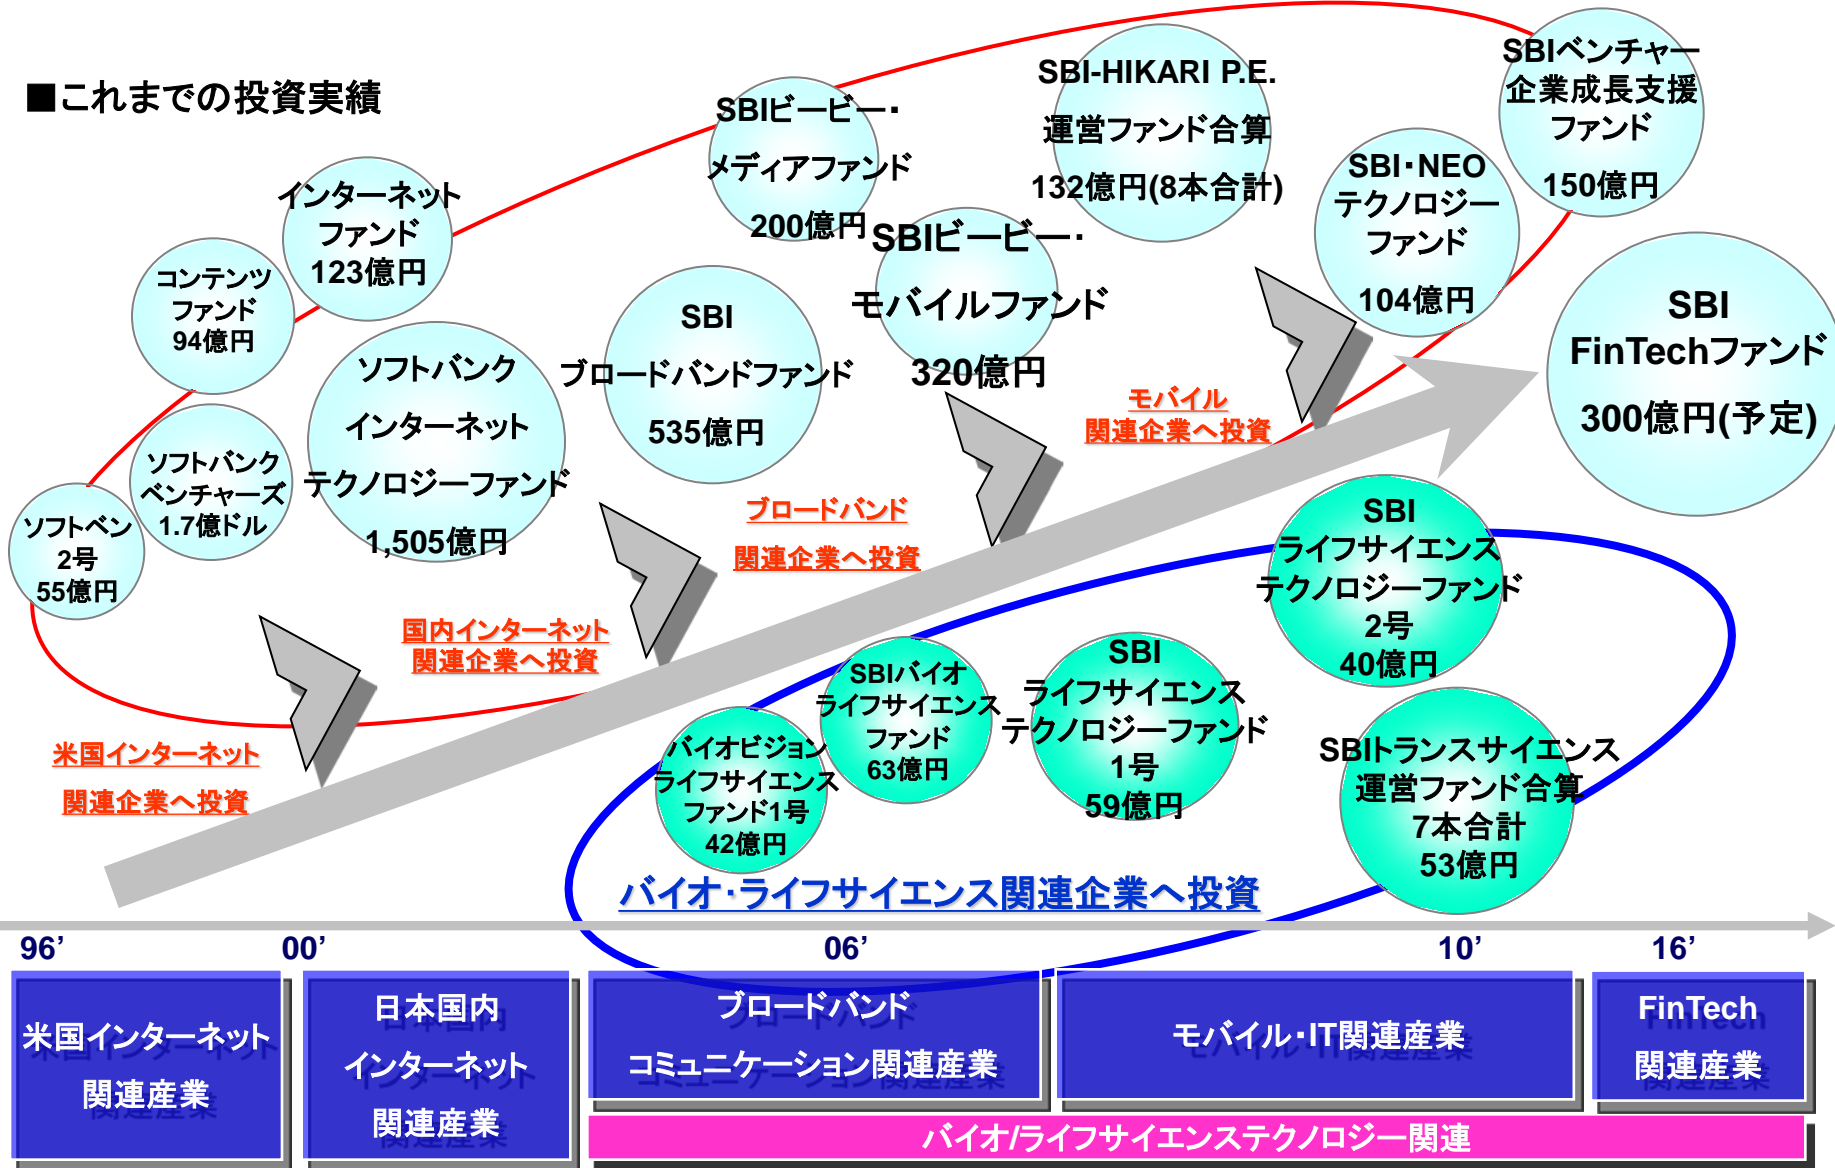 ■これまでの投資実績
SBIベンチャー
企業成長支援
ファンド
150億円
SBI-HIKARI P.E.
運営ファンド合算
132億円(8本合計)
SBIビービー・
メディアファンド
200億円
SBI・NEO
テクノロジー
ファンド
104億円
インターネット
ファンド
123億円
コンテンツ
ファンド
94億円
SBIビービー・
モバイルファンド
320億円
SBI
ブロードバンドファンド
535億円
SBI
FinTechファンド
300億円(予定)
ソフトバンク
インターネット
テクノロジーファンド
1,505億円
ソフトバンク
ベンチャーズ
1.7億ドル
ソフトベン
2号
55億円
モバイル
関連企業へ投資
ブロードバンド
関連企業へ投資
国内インターネット
関連企業へ投資
米国インターネット
関連企業へ投資
SBI
ライフサイエンス
テクノロジーファンド
2号
40億円
SBIバイオ
ライフサイエンス
ファンド
63億円
SBI
ライフサイエンス
テクノロジーファンド
1号
59億円
バイオビジョン
ライフサイエンス
ファンド1号
42億円
SBIトランスサイエンス
運営ファンド合算
7本合計
53億円
バイオ・ライフサイエンス関連企業へ投資
96’
00’
06’
10’
16’
米国インターネット
関連産業
日本国内
インターネット
関連産業
ブロードバンド
コミュニケーション関連産業
モバイル・IT関連産業
FinTech
関連産業
バイオ/ライフサイエンステクノロジー関連